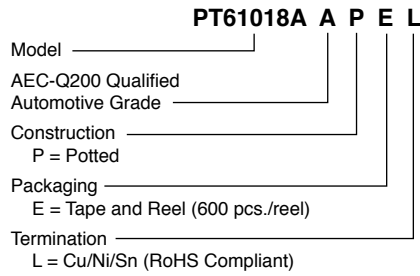 PT61018A A P E L
Model
AEC-Q200 Qualified
Automotive Grade
Construction
P = Potted
Packaging
E = Tape and Reel (600 pcs./reel)
Termination
L = Cu/Ni/Sn (RoHS Compliant)